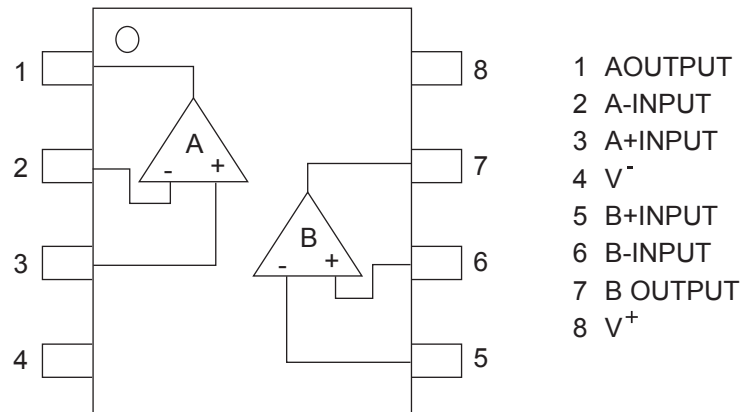 1
2
3
4
8
7
6
5
A
- +
B
- +
1 AOUTPUT
2 A-INPUT
3 A+INPUT
4 V-
5 B+INPUT
6 B-INPUT
7 B OUTPUT
8 V+